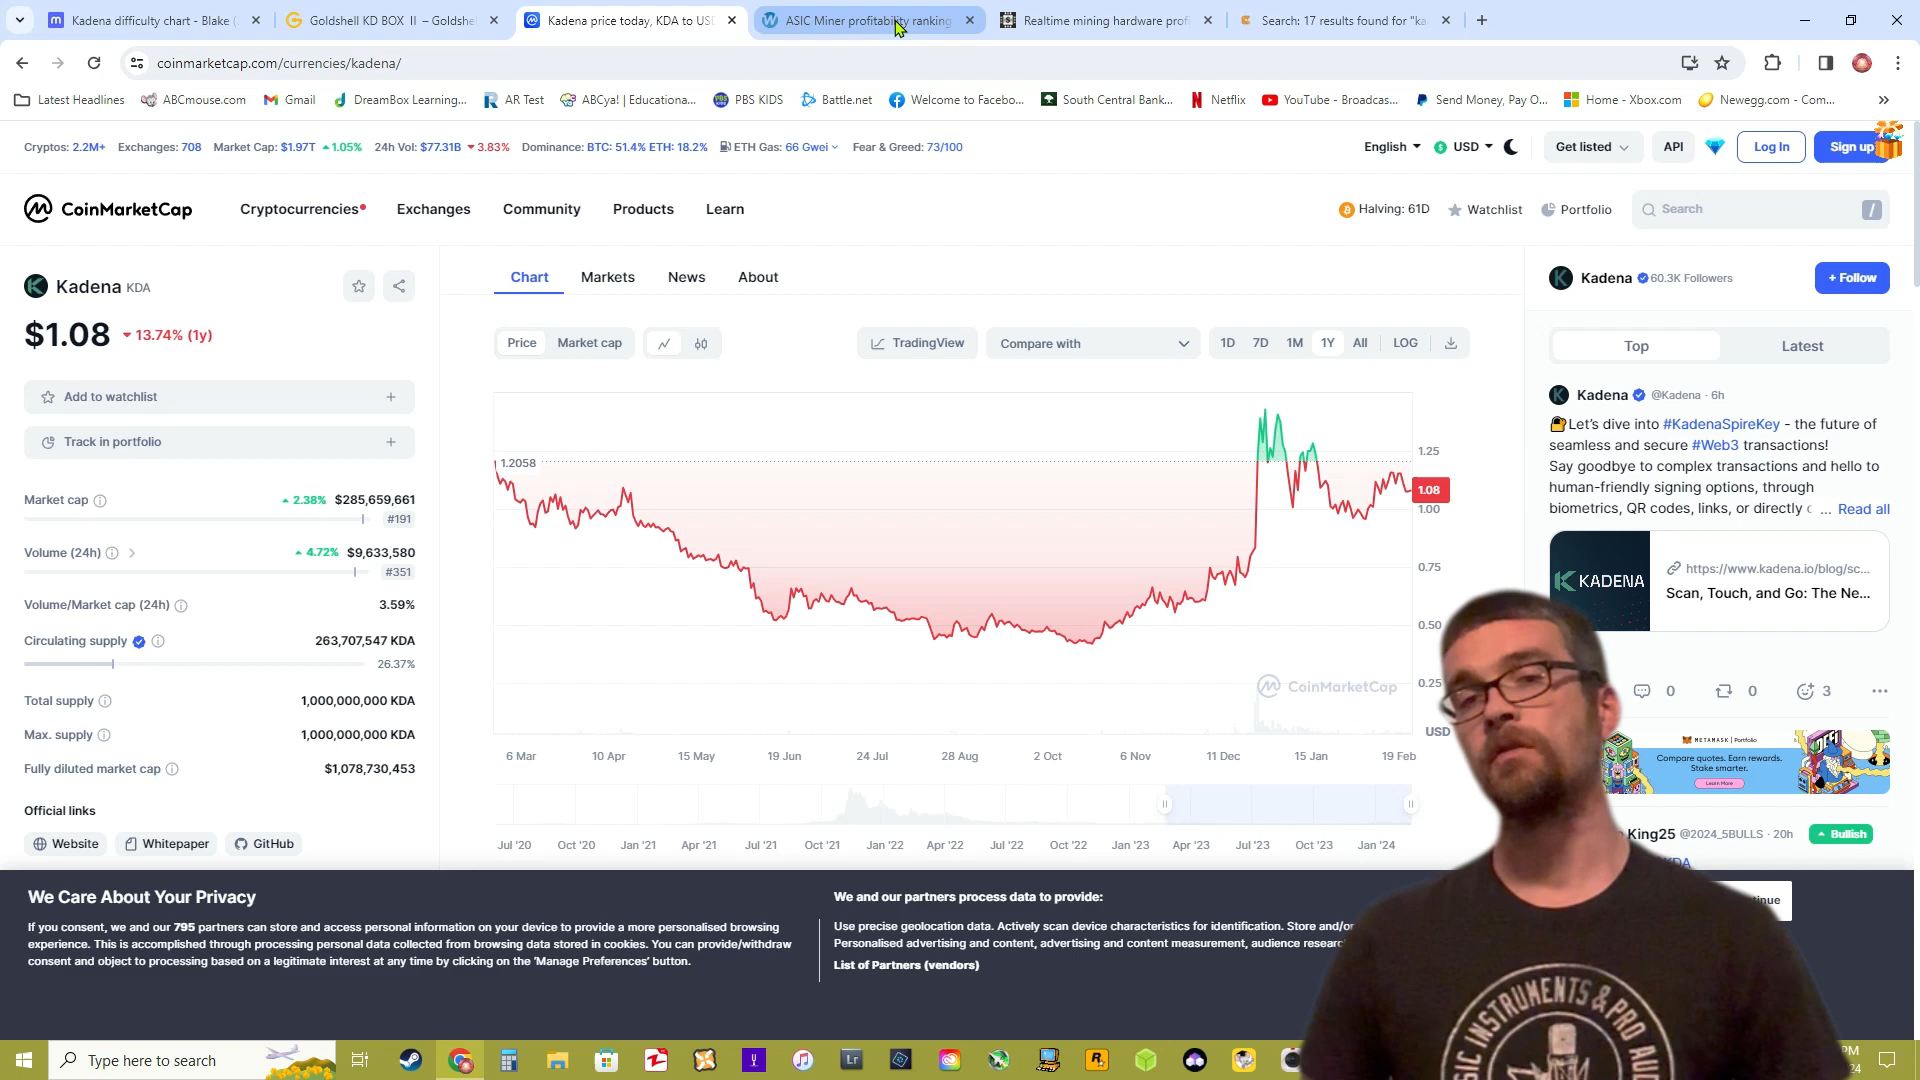 Kadena difficulty chart - Blake (
Goldshell KD BOX II – Goldshel
Kadena price today, KDA to USD
ASIC Miner profitability ranking
Realtime mining hardware profi
Search: 17 results found for "ka
coinmarketcap.com/currencies/kadena/
Latest Headlines
ABCmouse.com
Gmail
DreamBox Learning...
AR Test
ABCya! | Educationa...
PBS KIDS
Battle.net
Welcome to Facebo...
South Central Bank...
Netflix
YouTube - Broadcas...
Send Money, Pay O...
Home - Xbox.com
Newegg.com - Com...
Cryptos: 2.2M+ Exchanges: 708 Market Cap: $1.97T 1.05% 24h Vol: $77.31B 3.83% Dominance: BTC: 51.4% ETH: 18.2% ETH Gas: 66 Gwei Fear & Greed: 73/100
English USD Get listed API Log In Sign up
CoinMarketCap
Cryptocurrencies Exchanges Community Products Learn
Halving: 61D Watchlist Portfolio Search /
Kadena KDA
$1.08 13.74% (1y)
Add to watchlist +
Track in portfolio +
Market cap 2.38% $285,659,661
#191
Volume (24h) 4.72% $9,633,580
#351
Volume/Market cap (24h) 3.59%
Circulating supply 263,707,547 KDA
26.37%
Total supply 1,000,000,000 KDA
Max. supply 1,000,000,000 KDA
Fully diluted market cap $1,078,730,453
Official links
Website Whitepaper GitHub
Chart Markets News About
Price Market cap
TradingView Compare with 1D 7D 1M 1Y All LOG
1.2058
1.25
1.08
1.00
0.75
0.50
0.25
CoinMarketCap
USD
6 Mar 10 Apr 15 May 19 Jun 24 Jul 28 Aug 2 Oct 6 Nov 11 Dec 15 Jan 19 Feb
Jul '20 Oct '20 Jan '21 Apr '21 Jul '21 Oct '21 Jan '22 Apr '22 Jul '22 Oct '22 Jan '23 Apr '23 Jul '23 Oct '23 Jan '24
Kadena 60.3K Followers + Follow
Top Latest
Kadena @Kadena · 6h
Let's dive into #KadenaSpireKey - the future of
seamless and secure #Web3 transactions!
Say goodbye to complex transactions and hello to
human-friendly signing options, through
biometrics, QR codes, links, or directly c ... Read all
KADENA
https://www.kadena.io/blog/sc...
Scan, Touch, and Go: The Ne...
0 0 3
METAMASK | Portfolio
Compare quotes. Earn rewards.
Stake smarter.
Learn More
King25 @2024_5BULLS · 20h Bullish
KDA
We Care About Your Privacy
If you consent, we and our 795 partners can store and access personal information on your device to provide a more personalised browsing
experience. This is accomplished through processing personal data collected from browsing data stored in cookies. You can provide/withdraw
consent and object to processing based on a legitimate interest at any time by clicking on the 'Manage Preferences' button.
We and our partners process data to provide:
Use precise geolocation data. Actively scan device characteristics for identification. Store and/or
Personalised advertising and content, advertising and content measurement, audience research
List of Partners (vendors)
tinue
SIC INSTRUMENTS & PRO AUD
Type here to search
Lr
PM
24